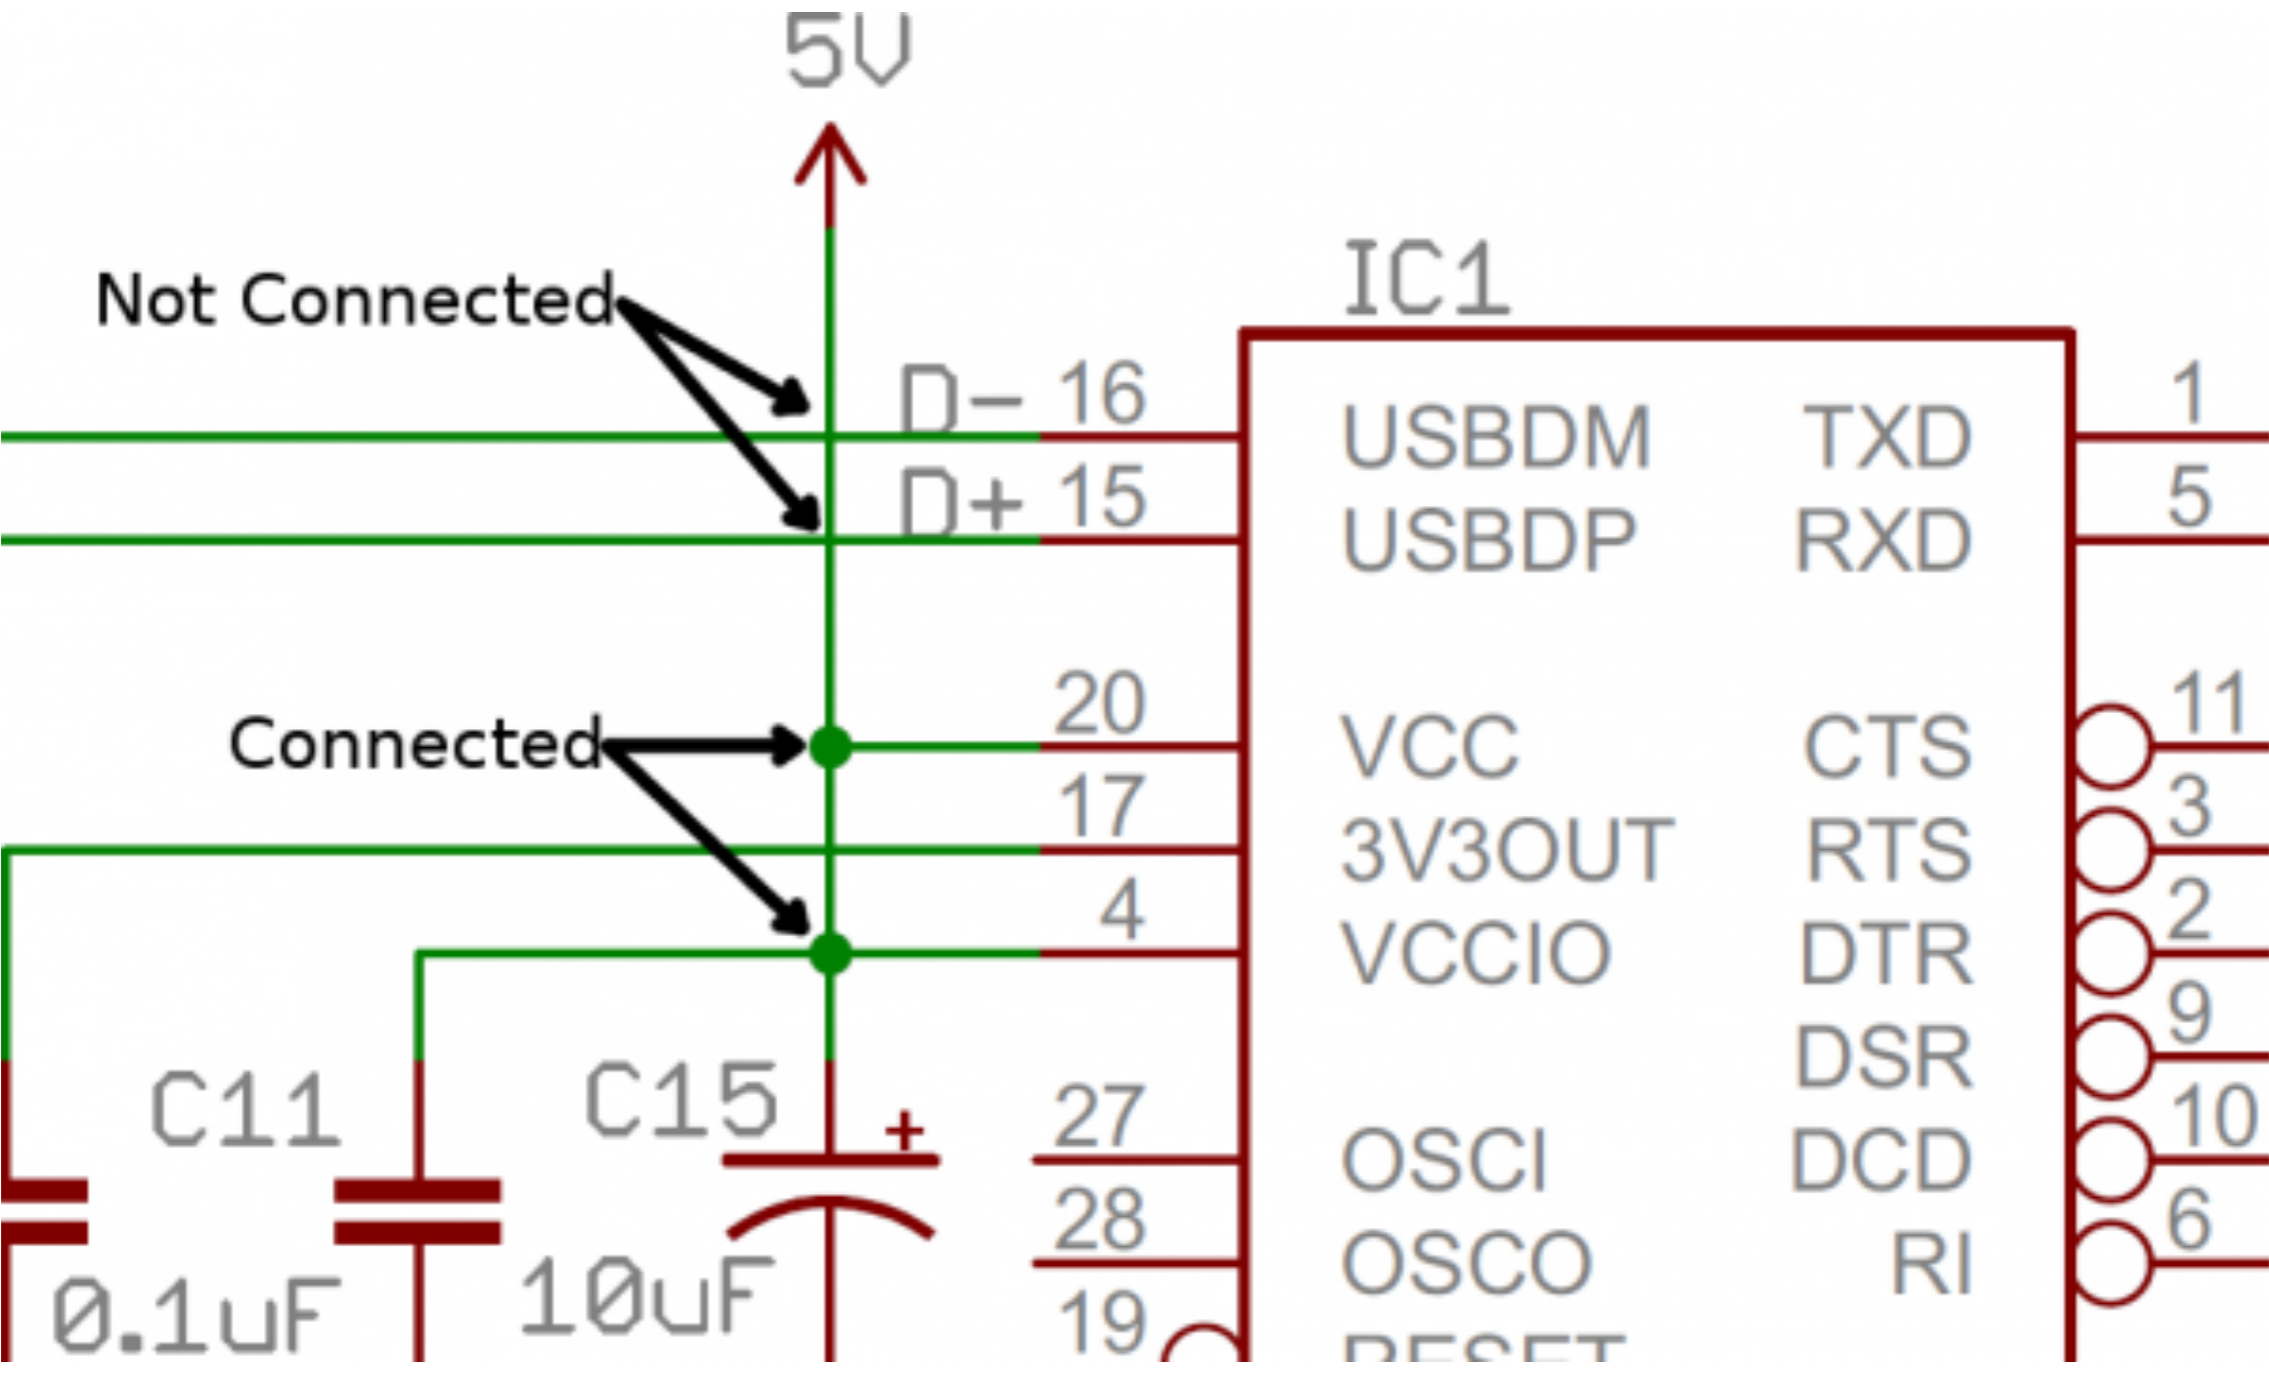 5V
IC1
Not Connected
D- 16 USBDM TXD 1
D+ 15 USBDP RXD 5
Connected
20 VCC CTS 11
17 3V3OUT RTS 3
4 VCCIO DTR 2
DSR 9
C11 C15 +
27 OSCI DCD 10
28 OSCO RI 6
0.1uF 10uF
19 RESET